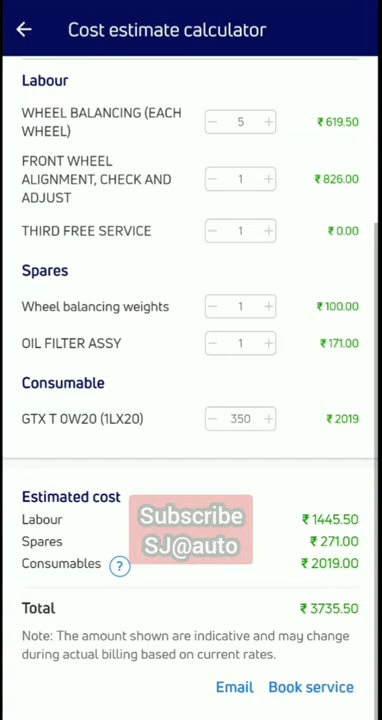 Cost estimate calculator
Labour
WHEEL BALANCING (EACH
WHEEL)
5
₹ 619.50
FRONT WHEEL
ALIGNMENT, CHECK AND
ADJUST
1
₹ 826.00
THIRD FREE SERVICE
1
₹ 0.00
Spares
Wheel balancing weights
1
₹ 100.00
OIL FILTER ASSY
1
₹ 171.00
Consumable
GTX T 0W20 (1LX20)
350
₹ 2019
Estimated cost
Labour
₹ 1445.50
Spares
₹ 271.00
Consumables ?
₹ 2019.00
Subscribe
SJ@auto
Total
₹ 3735.50
Note: The amount shown are indicative and may change
during actual billing based on current rates.
Email Book service